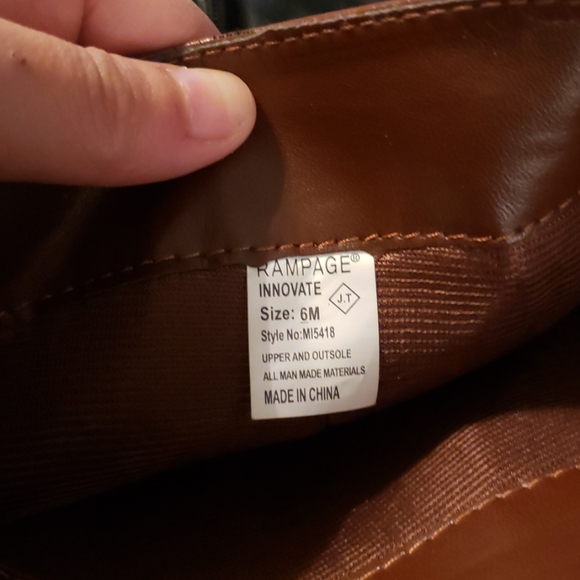 RAMPAGE®
INNOVATE
J.T
Size: 6M
Style No:MI5418
UPPER AND OUTSOLE
ALL MAN MADE MATERIALS
MADE IN CHINA